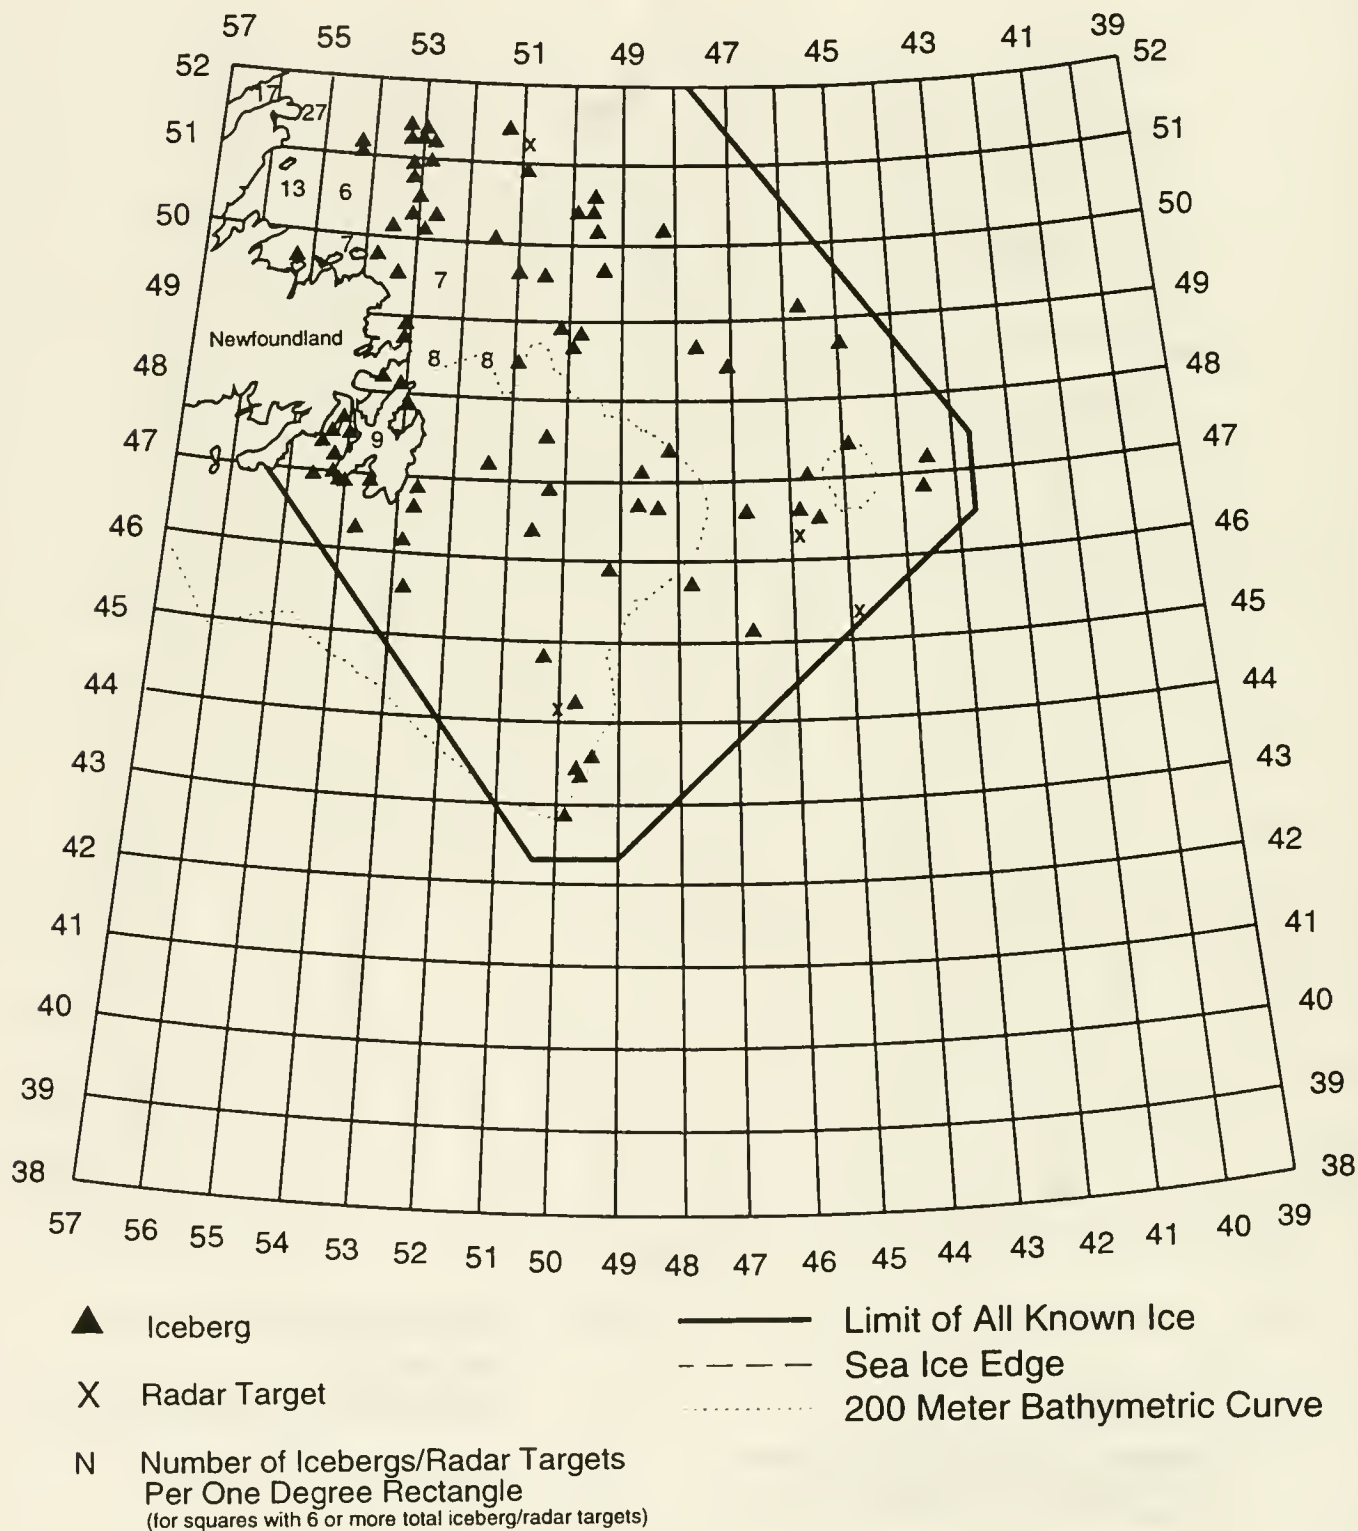 57 55 53 51 49 47 45 43 41 39
52 52
17
27
51 51
13 6
50 50
7
7
49 49
Newfoundland
8 8
48 48
9
47 47
46 46
45 45
44 44
43 43
42 42
41 41
40 40
39 39
38 38
57 56 55 54 53 52 51 50 49 48 47 46 45 44 43 42 41 40 39
Iceberg
Limit of All Known Ice
Sea Ice Edge
X Radar Target
200 Meter Bathymetric Curve
N Number of Icebergs/Radar Targets
Per One Degree Rectangle
(for squares with 6 or more total iceberg/radar targets)